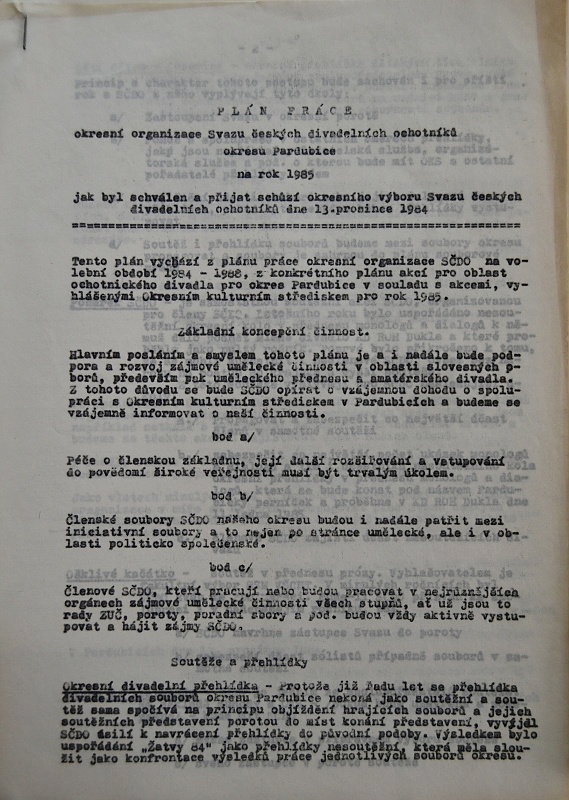 PLÁN PRÁCE
okresní organizace Svazu českých divadelních ochotníků
okresu Pardubice
na rok 1985
jak byl schválen a přijat schůzí okresního výboru Svazu českých
divadelních ochotníků dne 13.prosince 1984
Tento plán vychází z plánu práce okresní organizace SČDO na vo-
lební období 1984 - 1988, z konkrétního plánu akcí pro oblast
ochotnického divadla pro okres Pardubice v souladu s akcemi, vy-
hlášenými Okresním kulturním střediskem pro rok 1985.
Základní koncepční činnost.
Hlavním posláním a smyslem tohoto plánu je a i nadále bude pod-
pora a rozvoj zájmové umělecké činnosti v oblasti slovesných o-
borů, především pak uměleckého přednesu a amatérského divadla.
Z tohoto důvodu se bude SČDO opírat o vzájemnou dohodu o spolu-
práci s Okresním kulturním střediskem v Pardubicích a budeme se
vzájemně informovat o naší činnosti.
bod a/
Péče o členskou základnu, její další rozšiřování a vstupování
do povědomí široké veřejnosti musí být trvalým úkolem.
bod b/
Členské soubory SČDO našeho okresu budou i nadále patřit mezi
iniciativní soubory a to nejen po stránce umělecké, ale i v ob-
lasti politicko společenské.
bod c/
Členové SČDO, kteří pracují nebo budou pracovat v nejrůznějších
orgánech zájmové umělecké činnosti všech stupňů, ať už jsou to
rady ZUČ, poroty, poradní sbory a pod. budou vždy aktivně vystu-
povat a hájit zájmy SČDO.
Soutěže a přehlídky
Okresní divadelní přehlídka - Protože již řadu let se přehlídka
divadelních souborů okresu Pardubice nekoná jako soutěžní a sou-
těž sama spočívá na principu objíždění hrajících souborů a jejich
soutěžních představení porotou do míst konání představení, vyvíjdl
SČDO úsilí k navrácení přehlídky do původní podoby. Výsledkem bylo
uspořádání „Žatvy 84" jako přehlídky nesoutěžní, která měla slou-
žit jako konfrontace výsledků práce jednotlivých souborů okresu.